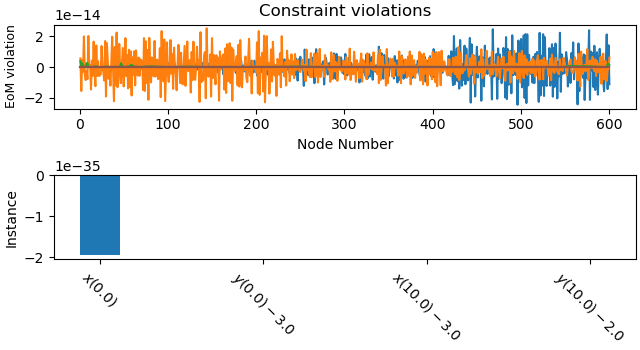 Constraint violations
1e−14
EoM violation
2
0
−2
0 100 200 300 400 500 600
Node Number
1e−35
Instance
0
−1
−2
x(0.0) y(0.0) − 3.0 x(10.0) − 3.0 y(10.0) − 2.0